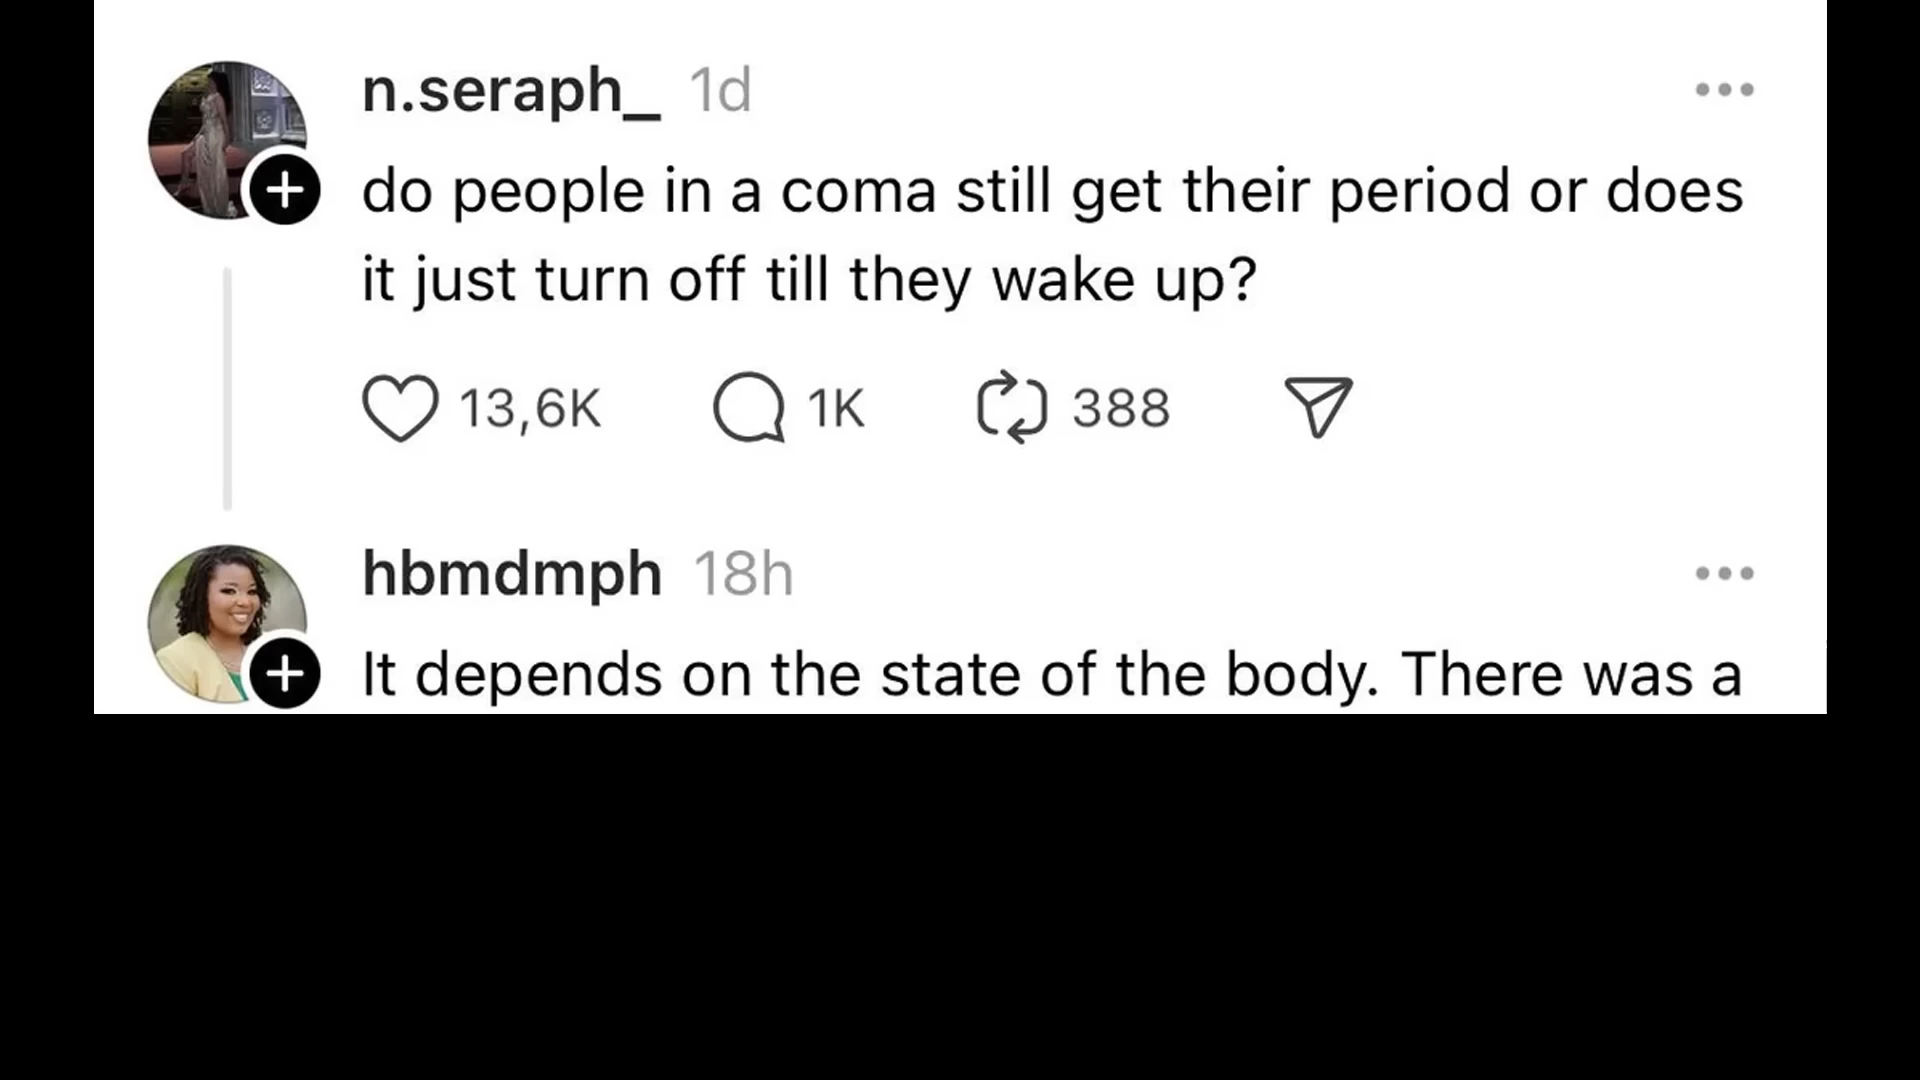 n.seraph_ 1d
do people in a coma still get their period or does
it just turn off till they wake up?
13,6K 1K 388
hbmdmph 18h
It depends on the state of the body. There was a